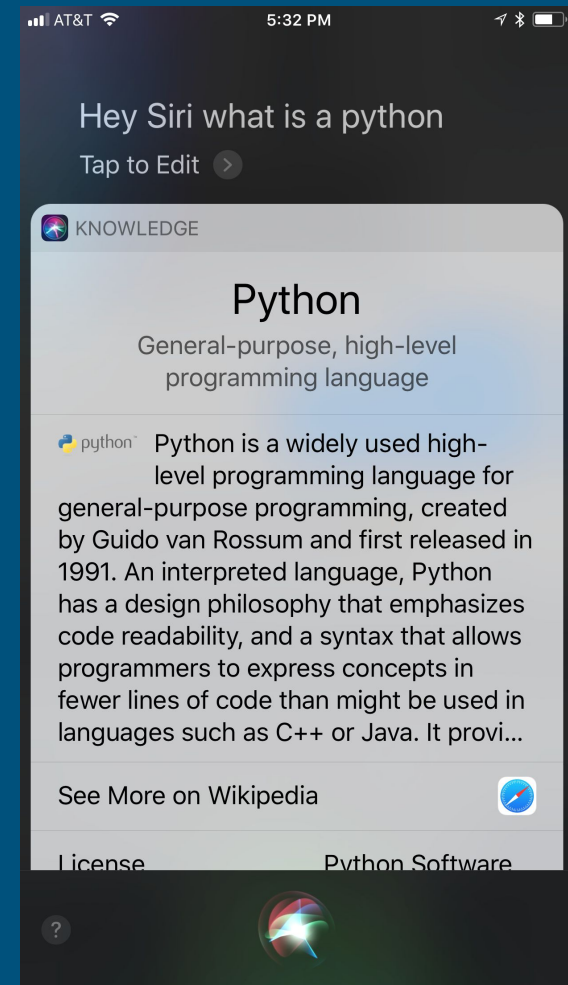 AT&T
5:32 PM
Hey Siri what is a python
Tap to Edit >
KNOWLEDGE
Python
General-purpose, high-level
programming language
python
Python is a widely used high-
level programming language for
general-purpose programming, created
by Guido van Rossum and first released in
1991. An interpreted language, Python
has a design philosophy that emphasizes
code readability, and a syntax that allows
programmers to express concepts in
fewer lines of code than might be used in
languages such as C++ or Java. It provi...
See More on Wikipedia
License Python Software
?